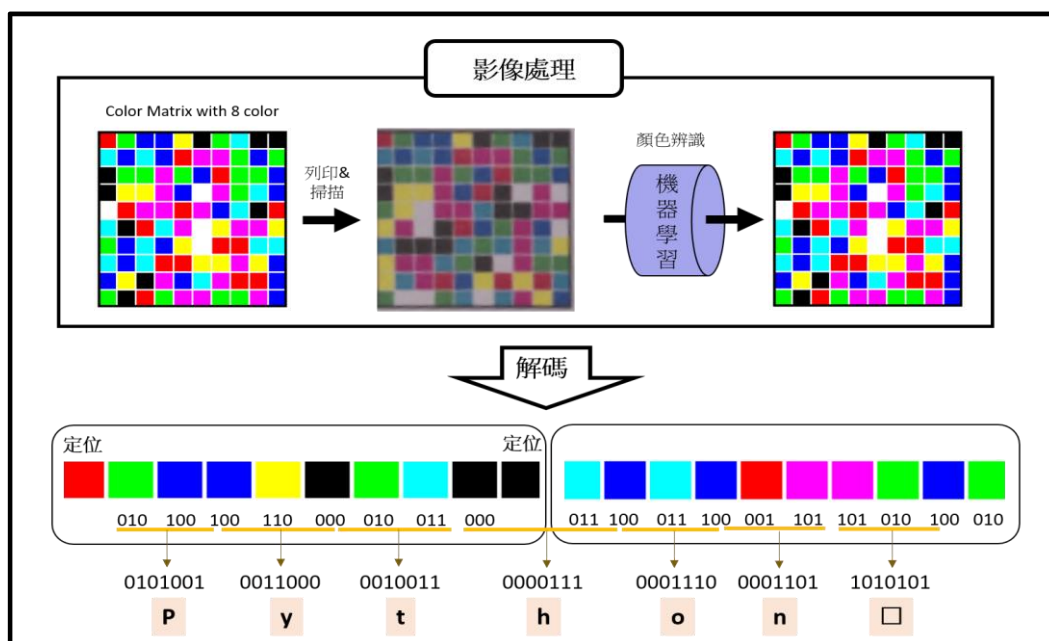 影像處理
Color Matrix with 8 color
列印&
掃描
顏色辨識
機
器
學
習
解碼
定位 定位
010 100 100 110 000 010 011 000 011 100 011 100 001 101 101 010 100 010
0101001 0011000 0010011 0000111 0001110 0001101 1010101
P y t h o n □